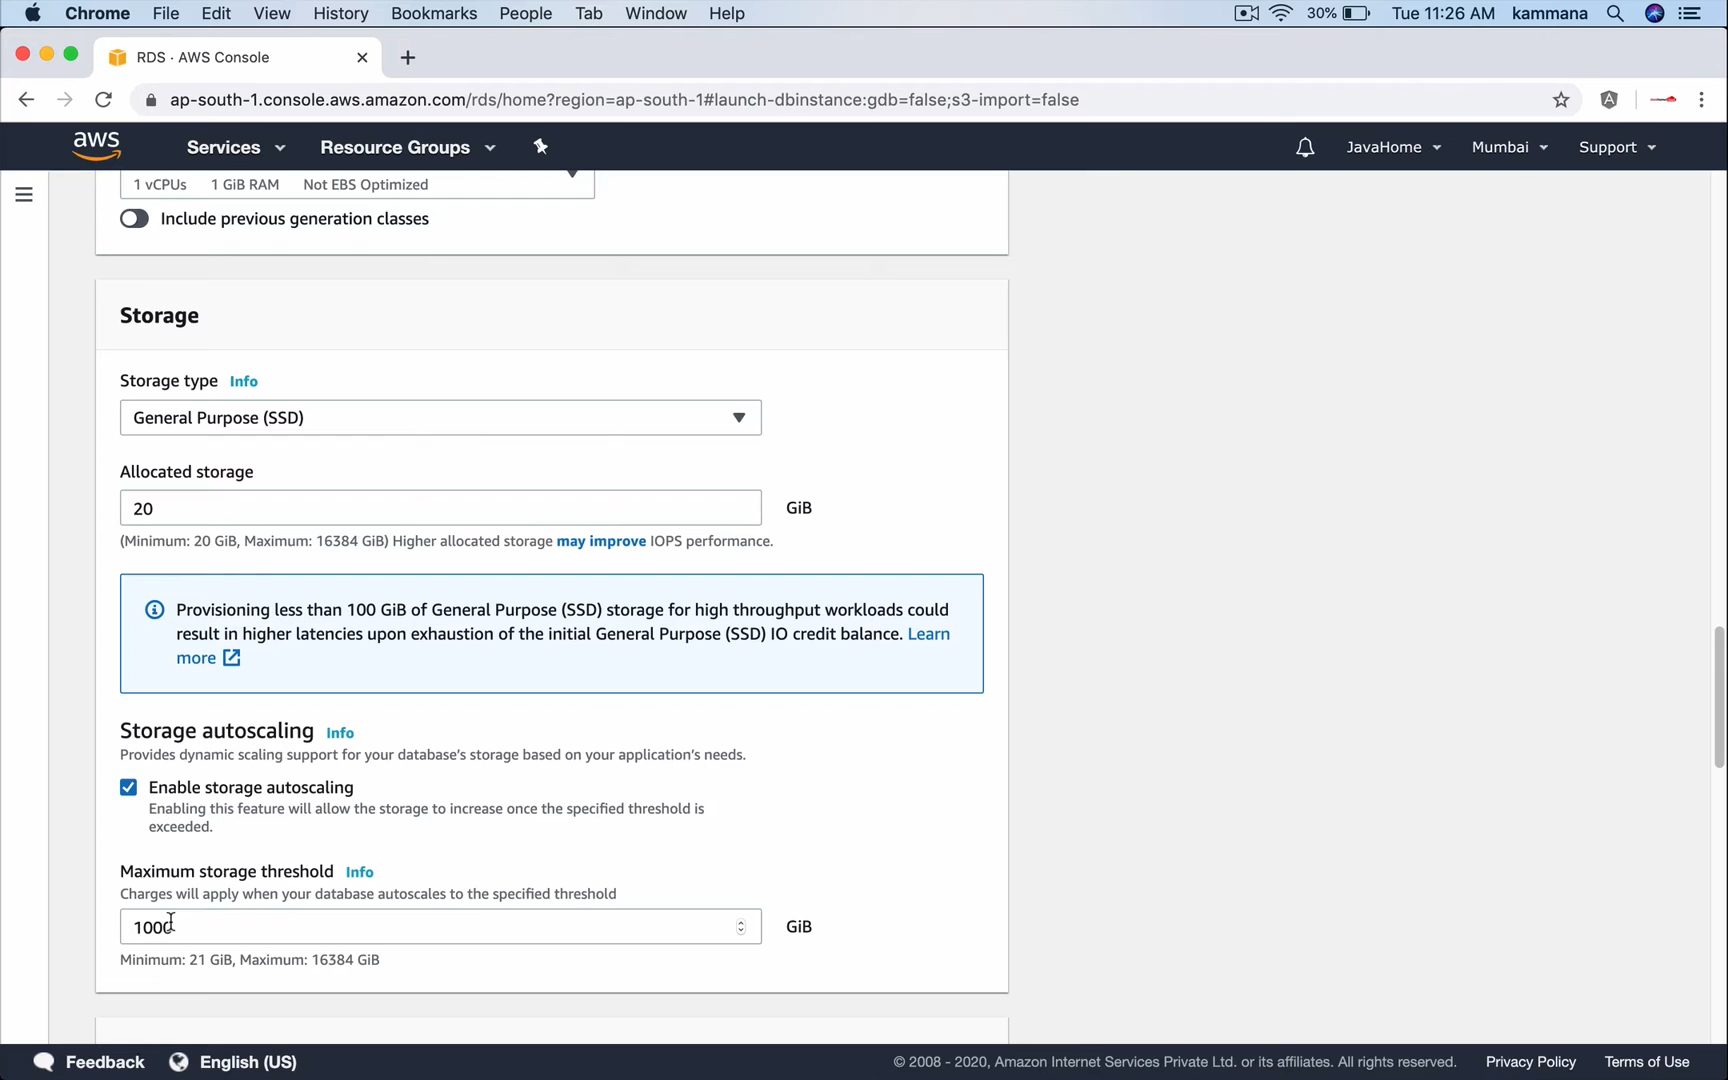 Chrome File Edit View History Bookmarks People Tab Window Help 30% Tue 11:26 AM kammana
RDS · AWS Console
ap-south-1.console.aws.amazon.com/rds/home?region=ap-south-1#launch-dbinstance:gdb=false;s3-import=false
aws Services Resource Groups JavaHome Mumbai Support
1 vCPUs 1 GiB RAM Not EBS Optimized
Include previous generation classes
Storage
Storage type Info
General Purpose (SSD)
Allocated storage
20 GiB
(Minimum: 20 GiB, Maximum: 16384 GiB) Higher allocated storage may improve IOPS performance.
Provisioning less than 100 GiB of General Purpose (SSD) storage for high throughput workloads could
result in higher latencies upon exhaustion of the initial General Purpose (SSD) IO credit balance. Learn
more
Storage autoscaling Info
Provides dynamic scaling support for your database's storage based on your application's needs.
Enable storage autoscaling
Enabling this feature will allow the storage to increase once the specified threshold is
exceeded.
Maximum storage threshold Info
Charges will apply when your database autoscales to the specified threshold
1000 GiB
Minimum: 21 GiB, Maximum: 16384 GiB
Feedback English (US) © 2008 - 2020, Amazon Internet Services Private Ltd. or its affiliates. All rights reserved. Privacy Policy Terms of Use